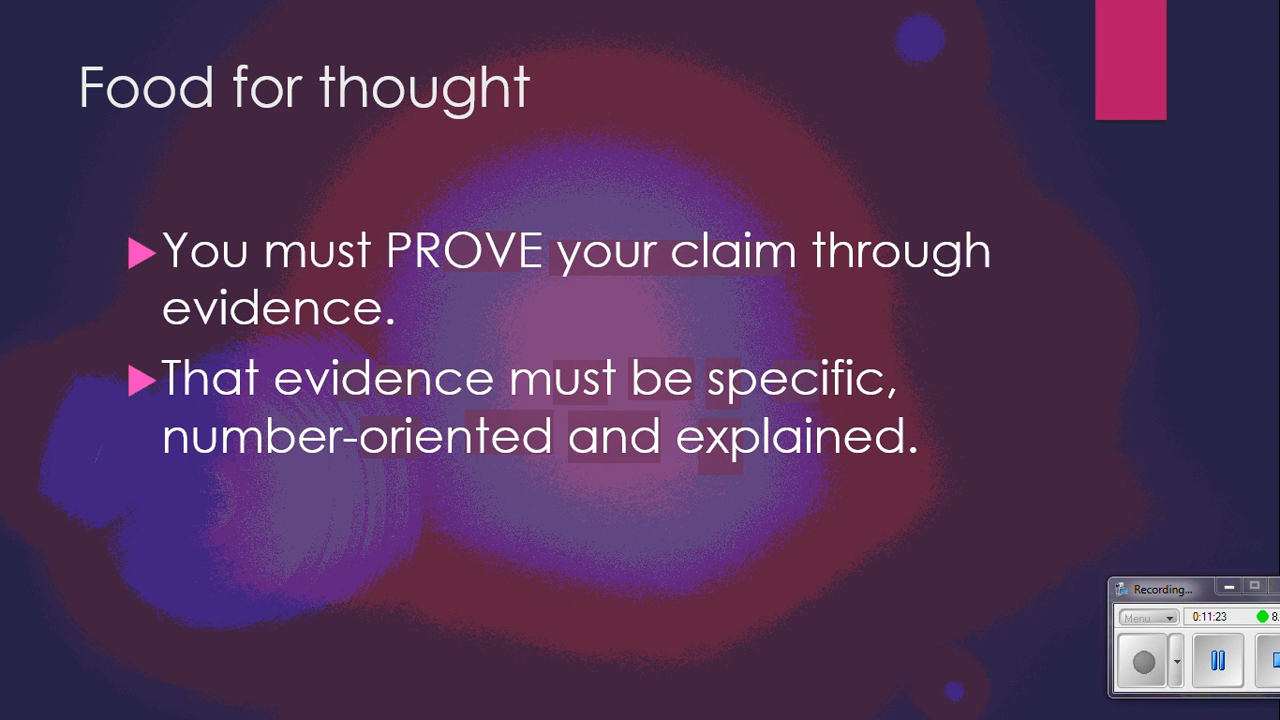 Food for thought
You must PROVE your claim through
evidence.
That evidence must be specific,
number-oriented and explained.
Recording...
Menu
0:11:23
8.